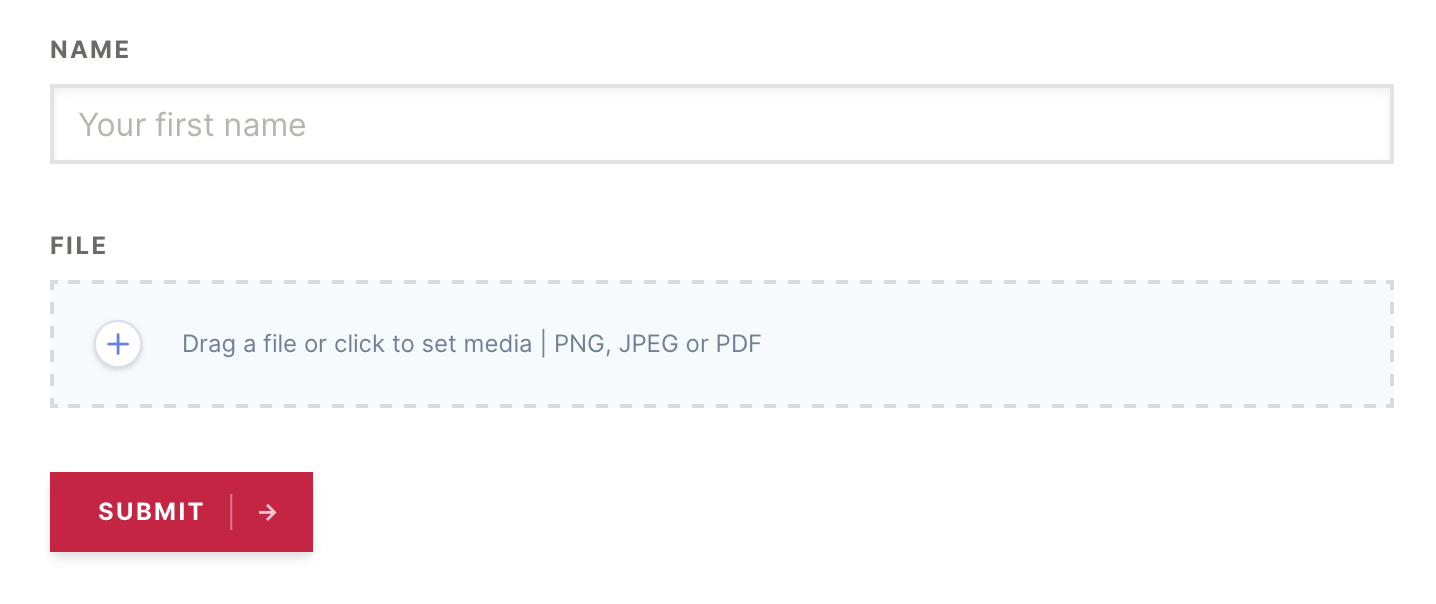 NAME
Your first name
FILE
Drag a file or click to set media | PNG, JPEG or PDF
SUBMIT | →